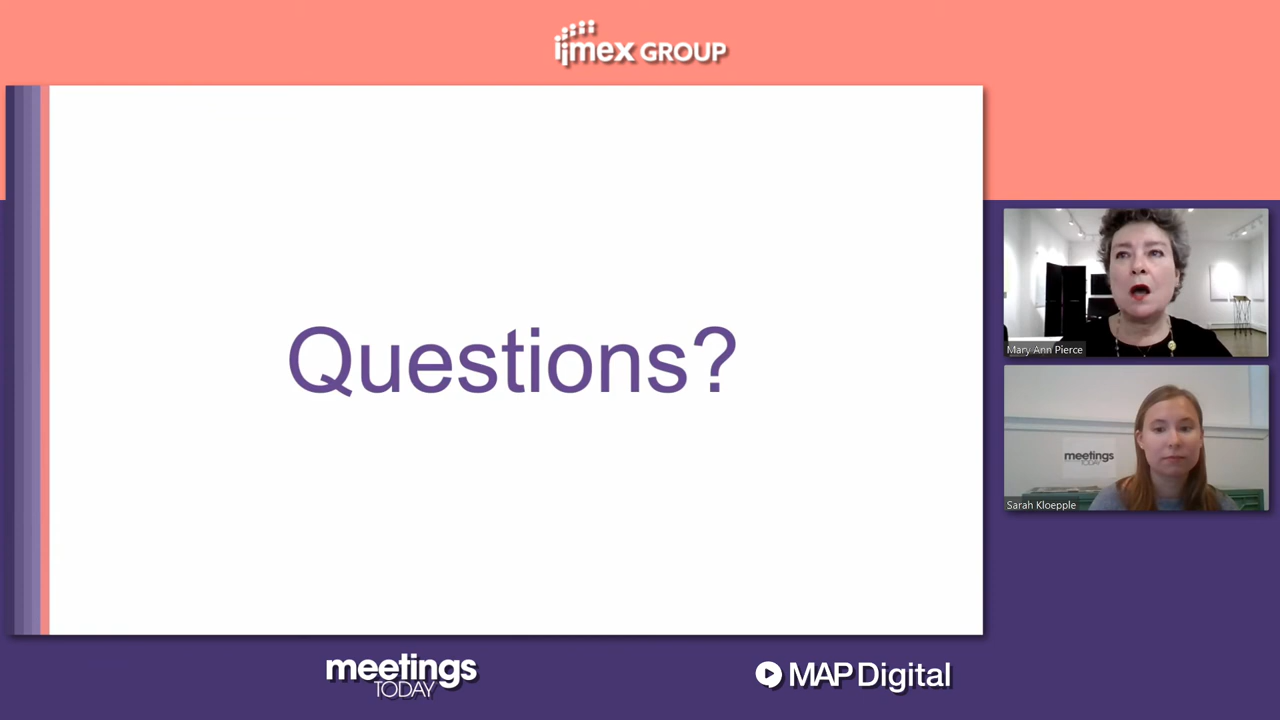 imex GROUP
Questions?
Mary Ann Pierce
meetings
TODAY
Sarah Kloepple
meetings
TODAY
MAP Digital